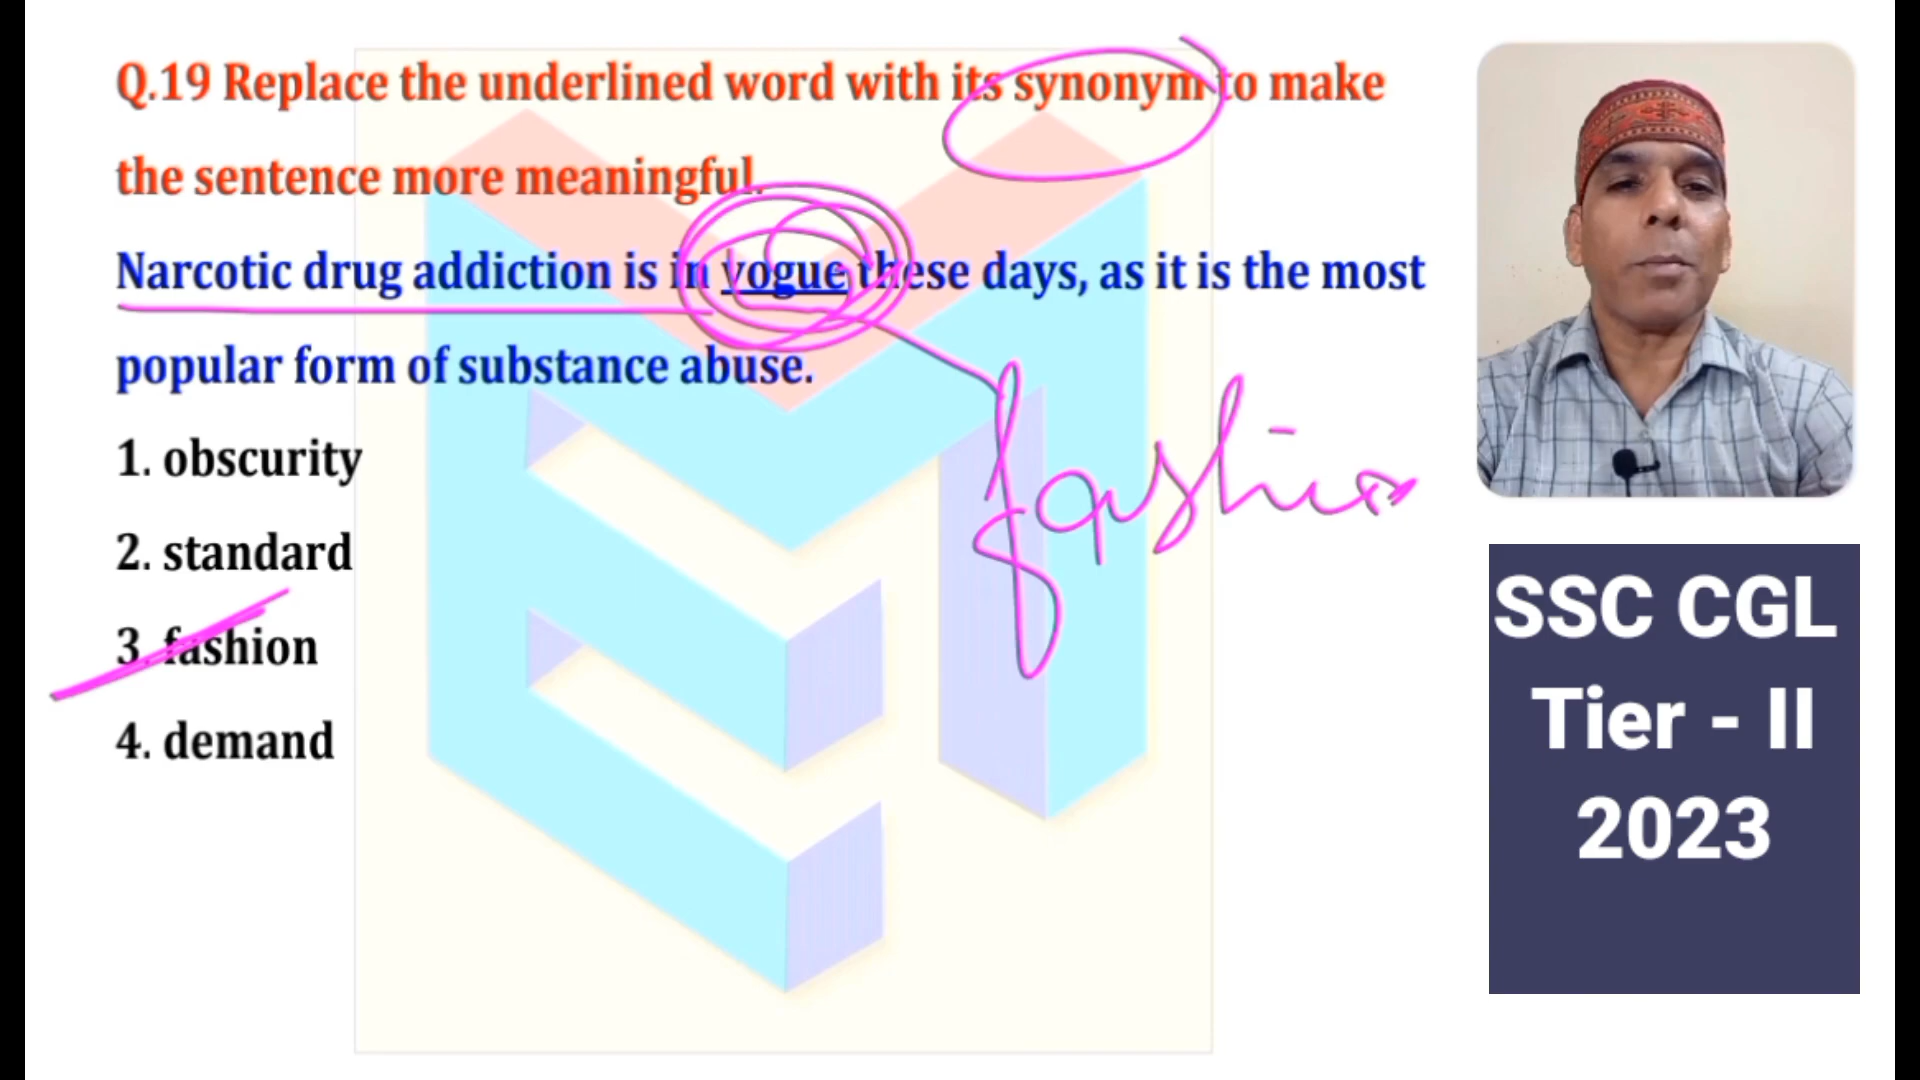 Q.19 Replace the underlined word with its synonym to make
the sentence more meaningful.
Narcotic drug addiction is in vogue these days, as it is the most
popular form of substance abuse.
1. obscurity
2. standard
3. fashion
4. demand
fashion
SSC CGL
Tier - II
2023